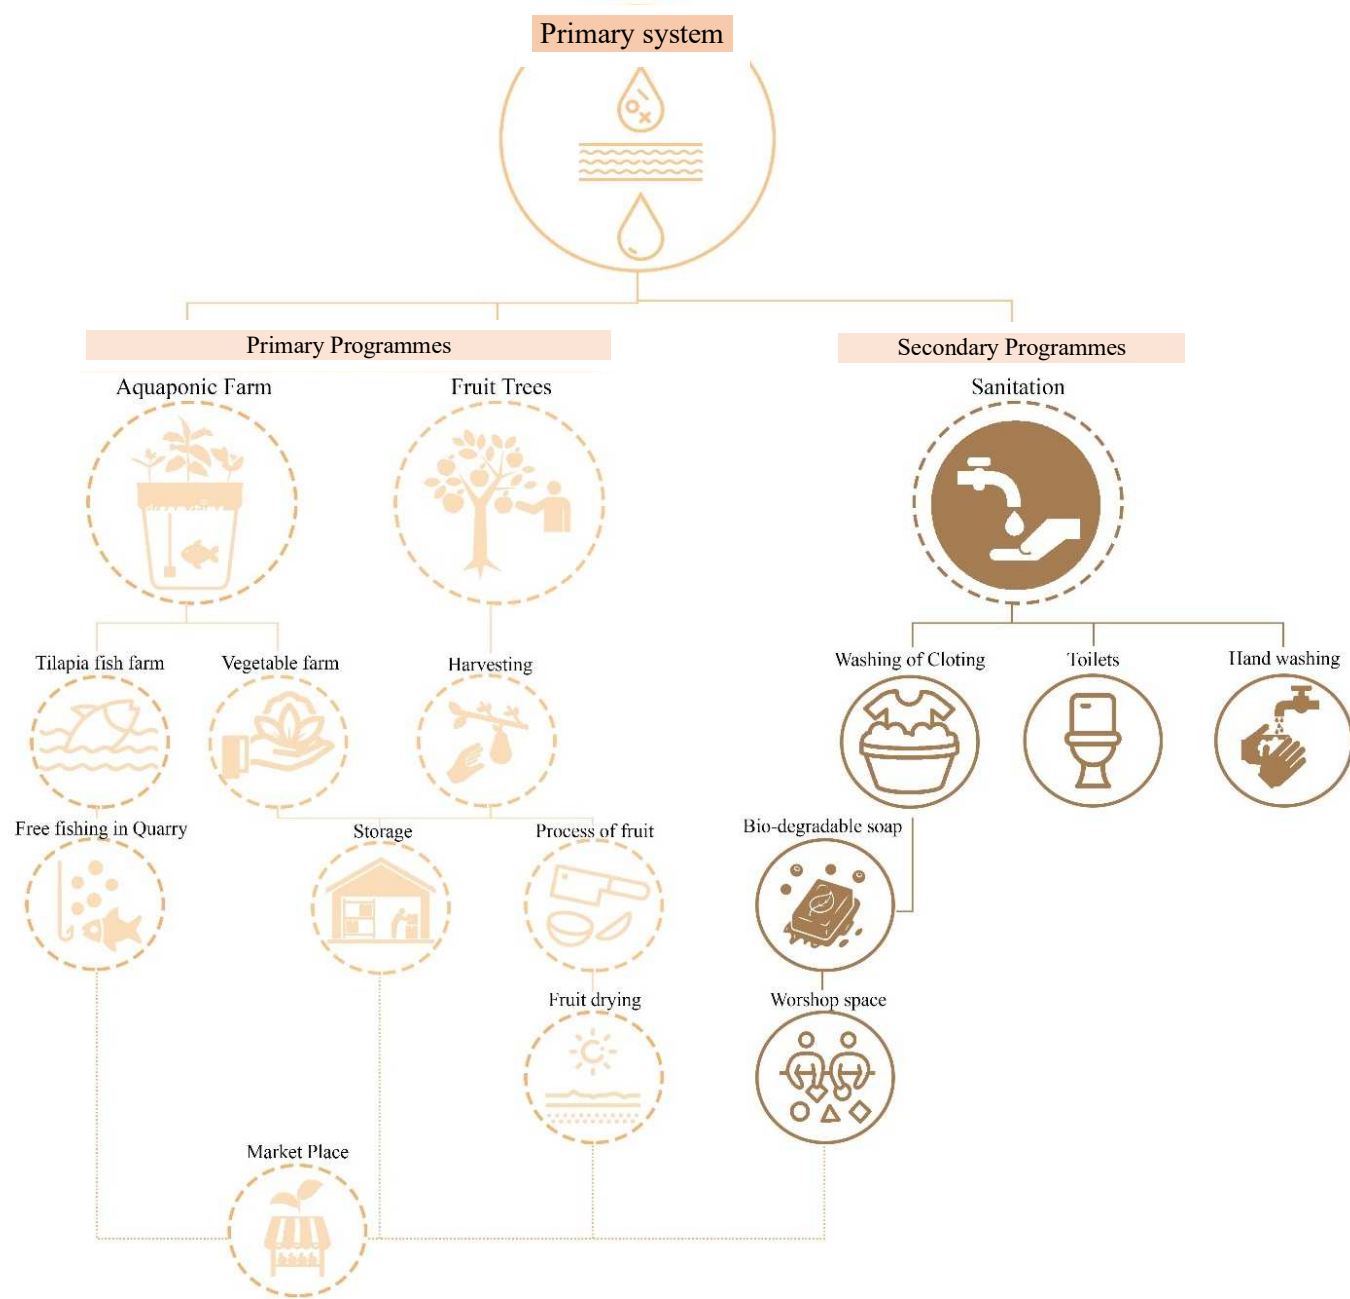 Primary system
Primary Programmes
Secondary Programmes
Aquaponic Farm
Fruit Trees
Sanitation
Tilapia fish farm
Vegetable farm
Harvesting
Washing of Cloting
Toilets
Hand washing
Free fishing in Quarry
Storage
Process of fruit
Bio-degradable soap
Fruit drying
Worshop space
Market Place